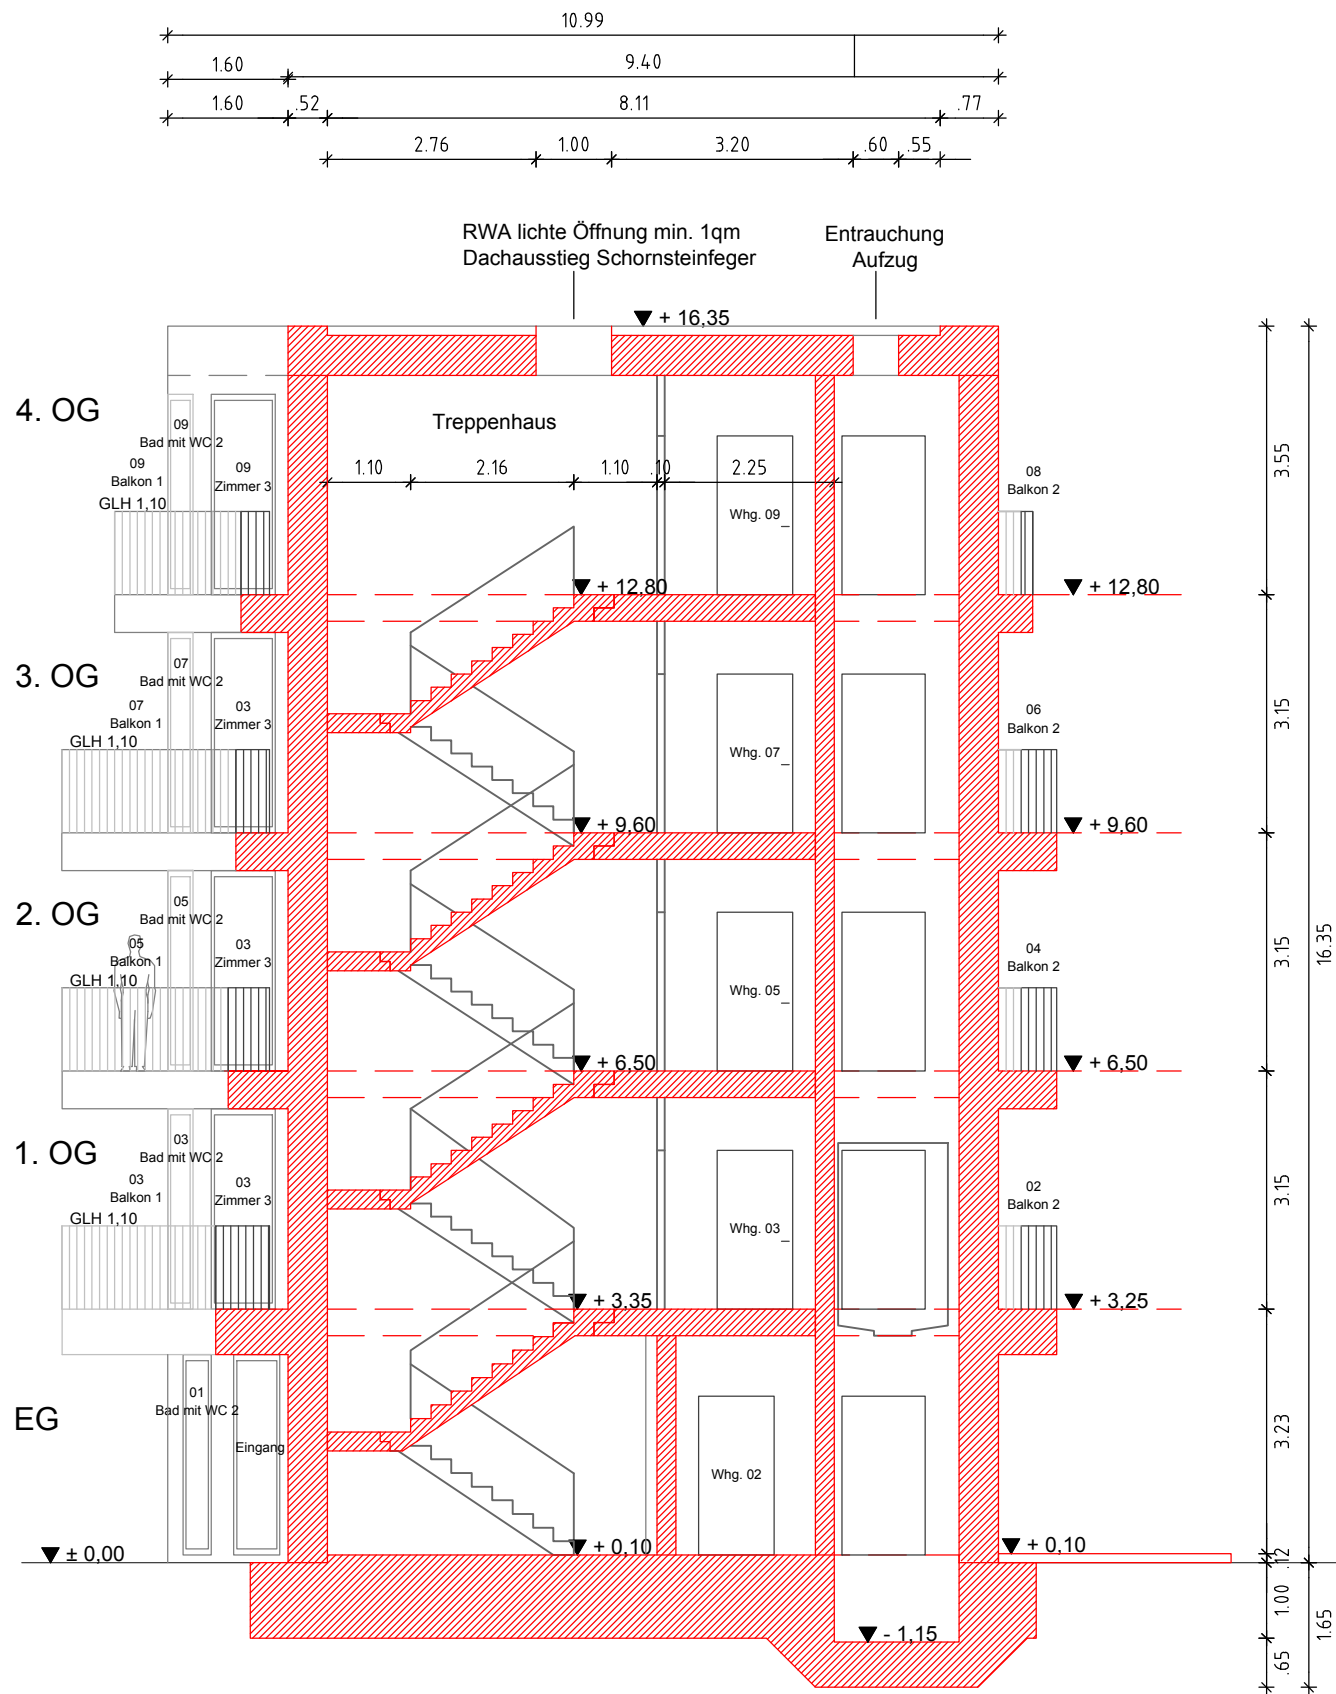 10.99
1.60
9.40
1.60
.52
8.11
.77
2.76
1.00
3.20
.60
.55
RWA lichte Öffnung min. 1qm
Dachausstieg Schornsteinfeger
Entrauchung
Aufzug
+ 16,35
4. OG
Treppenhaus
09
Bad mit WC 2
09
Balkon 1
GLH 1,10
09
Zimmer 3
1.10
2.16
1.10
.10
2.25
Whg. 09
08
Balkon 2
3.55
+ 12,80
+ 12,80
3. OG
07
Bad mit WC 2
07
Balkon 1
GLH 1,10
03
Zimmer 3
Whg. 07
06
Balkon 2
3.15
+ 9,60
+ 9,60
2. OG
05
Bad mit WC 2
05
Balkon 1
GLH 1,10
03
Zimmer 3
Whg. 05
04
Balkon 2
3.15
16.35
+ 6,50
+ 6,50
1. OG
03
Bad mit WC 2
03
Balkon 1
GLH 1,10
03
Zimmer 3
Whg. 03
02
Balkon 2
3.15
+ 3,35
+ 3,25
EG
01
Bad mit WC 2
Eingang
Whg. 02
3.23
± 0,00
+ 0,10
+ 0,10
.12
1.00
1.65
- 1,15
.65